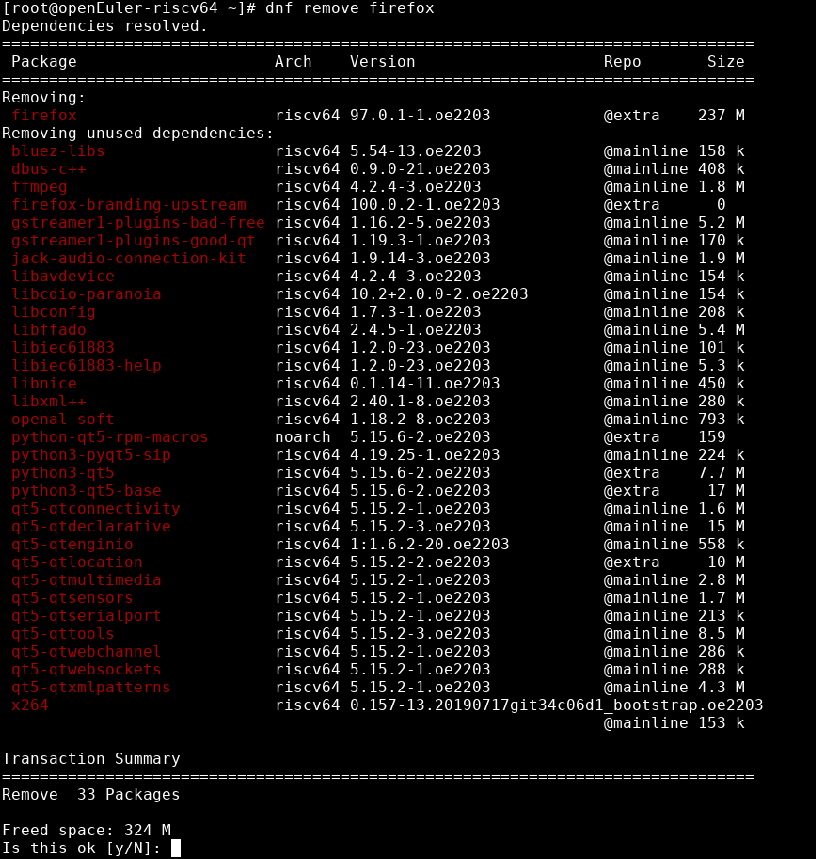 [root@openEuler-riscv64 ~]# dnf remove firefox
Dependencies resolved.
================================================================================
 Package                    Arch    Version                    Repo       Size
================================================================================
Removing:
 firefox                    riscv64 97.0.1-1.oe2203            @extra    237 M
Removing unused dependencies:
 bluez-libs                 riscv64 5.54-13.oe2203             @mainline 158 k
 dbus-c++                   riscv64 0.9.0-21.oe2203            @mainline 408 k
 ffmpeg                     riscv64 4.2.4-3.oe2203             @mainline 1.8 M
 firefox-branding-upstream  riscv64 100.0.2-1.oe2203           @extra      0
 gstreamer1-plugins-bad-free riscv64 1.16.2-5.oe2203            @mainline 5.2 M
 gstreamer1-plugins-good-qt riscv64 1.19.3-1.oe2203            @mainline 170 k
 jack-audio-connection-kit  riscv64 1.9.14-3.oe2203            @mainline 1.9 M
 libavdevice                riscv64 4.2.4-3.oe2203             @mainline 154 k
 libcdio-paranoia           riscv64 10.2+2.0.0-2.oe2203        @mainline 154 k
 libconfig                  riscv64 1.7.3-1.oe2203             @mainline 208 k
 libffado                   riscv64 2.4.5-1.oe2203             @mainline 5.4 M
 libiec61883                riscv64 1.2.0-23.oe2203            @mainline 101 k
 libiec61883-help           riscv64 1.2.0-23.oe2203            @mainline 5.3 k
 libnice                    riscv64 0.1.14-11.oe2203           @mainline 450 k
 libxml++                   riscv64 2.40.1-8.oe2203            @mainline 280 k
 openal-soft                riscv64 1.18.2-8.oe2203            @mainline 793 k
 python-qt5-rpm-macros      noarch  5.15.6-2.oe2203            @extra    159
 python3-pyqt5-sip          riscv64 4.19.25-1.oe2203           @mainline 224 k
 python3-qt5                riscv64 5.15.6-2.oe2203            @extra    7.7 M
 python3-qt5-base           riscv64 5.15.6-2.oe2203            @extra     17 M
 qt5-qtconnectivity         riscv64 5.15.2-1.oe2203            @mainline 1.6 M
 qt5-qtdeclarative          riscv64 5.15.2-3.oe2203            @mainline  15 M
 qt5-qtenginio              riscv64 1:1.6.2-20.oe2203          @mainline 558 k
 qt5-qtlocation             riscv64 5.15.2-2.oe2203            @extra     10 M
 qt5-qtmultimedia           riscv64 5.15.2-1.oe2203            @mainline 2.8 M
 qt5-qtsensors              riscv64 5.15.2-1.oe2203            @mainline 1.7 M
 qt5-qtserialport           riscv64 5.15.2-1.oe2203            @mainline 213 k
 qt5-qttools                riscv64 5.15.2-3.oe2203            @mainline 8.5 M
 qt5-qtwebchannel           riscv64 5.15.2-1.oe2203            @mainline 286 k
 qt5-qtwebsockets           riscv64 5.15.2-1.oe2203            @mainline 288 k
 qt5-qtxmlpatterns          riscv64 5.15.2-1.oe2203            @mainline 4.3 M
 x264                       riscv64 0.157-13.20190717git34c06d1_bootstrap.oe2203
                                                               @mainline 153 k
Transaction Summary
================================================================================
Remove  33 Packages
Freed space: 324 M
Is this ok [y/N]: